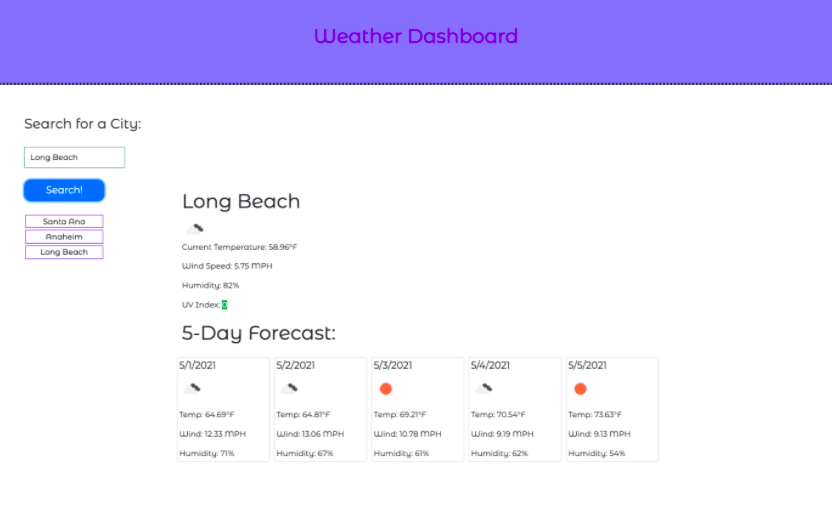 Weather Dashboard
Search for a City:
Long Beach
Search!
Santa Ana
Anaheim
Long Beach
Long Beach
Current Temperature: 58.96°F
Wind Speed: 5.75 MPH
Humidity: 82%
UV Index: 0
5-Day Forecast:
5/1/2021
Temp: 64.69°F
Wind: 12.33 MPH
Humidity: 71%
5/2/2021
Temp: 64.81°F
Wind: 13.06 MPH
Humidity: 67%
5/3/2021
Temp: 69.21°F
Wind: 10.78 MPH
Humidity: 61%
5/4/2021
Temp: 70.54°F
Wind: 9.19 MPH
Humidity: 62%
5/5/2021
Temp: 73.63°F
Wind: 9.13 MPH
Humidity: 54%